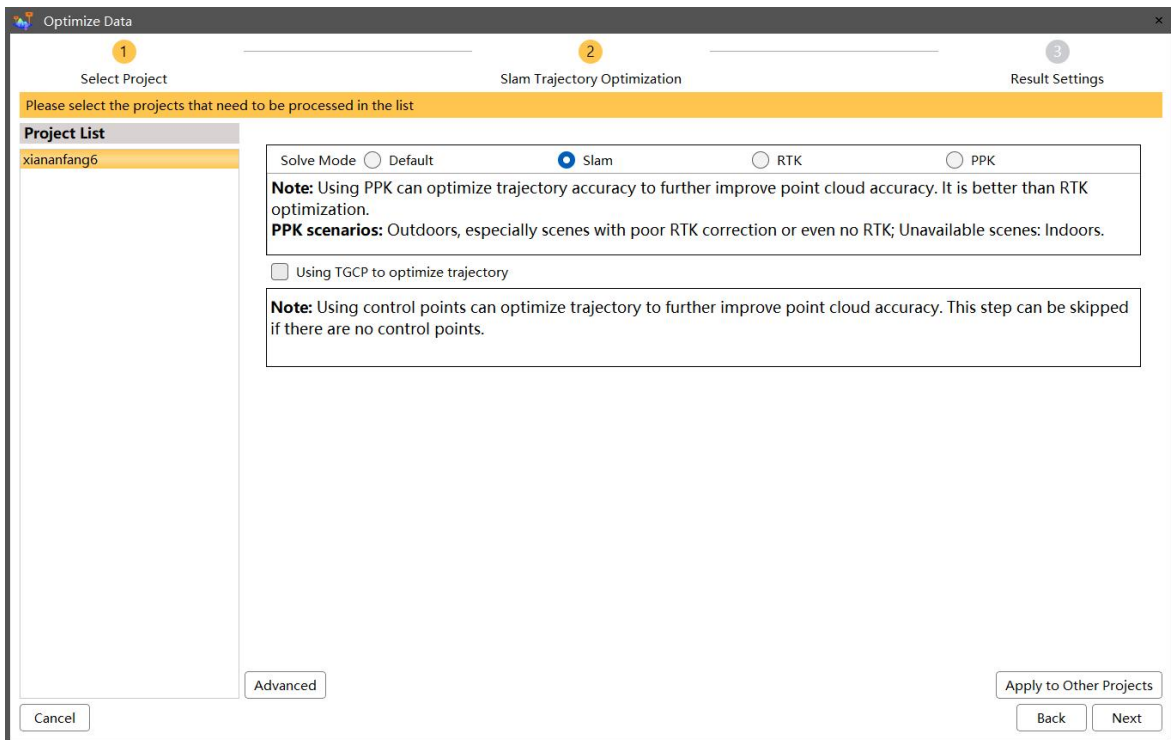 Optimize Data
×
1
2
3
Select Project
Slam Trajectory Optimization
Result Settings
Please select the projects that need to be processed in the list
Project List
xiananfang6
Solve Mode Default Slam RTK PPK
Note: Using PPK can optimize trajectory accuracy to further improve point cloud accuracy. It is better than RTK
optimization.
PPK scenarios: Outdoors, especially scenes with poor RTK correction or even no RTK; Unavailable scenes: Indoors.
Using TGCP to optimize trajectory
Note: Using control points can optimize trajectory to further improve point cloud accuracy. This step can be skipped
if there are no control points.
Advanced
Apply to Other Projects
Cancel
Back
Next